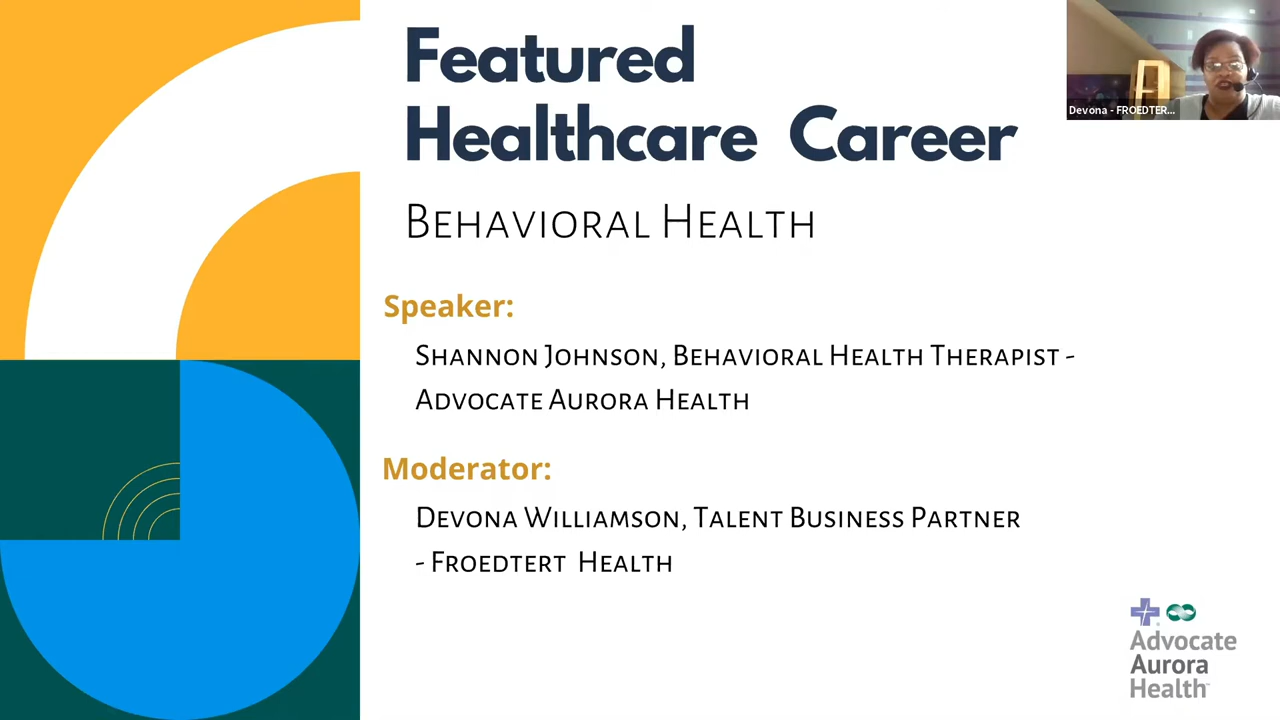 Featured
Healthcare Career
Devona - FROEDTER...
BEHAVIORAL HEALTH
Speaker:
SHANNON JOHNSON, BEHAVIORAL HEALTH THERAPIST -
ADVOCATE AURORA HEALTH
Moderator:
DEVONA WILLIAMSON, TALENT BUSINESS PARTNER
- FROEDTERT HEALTH
Advocate
Aurora
Health™